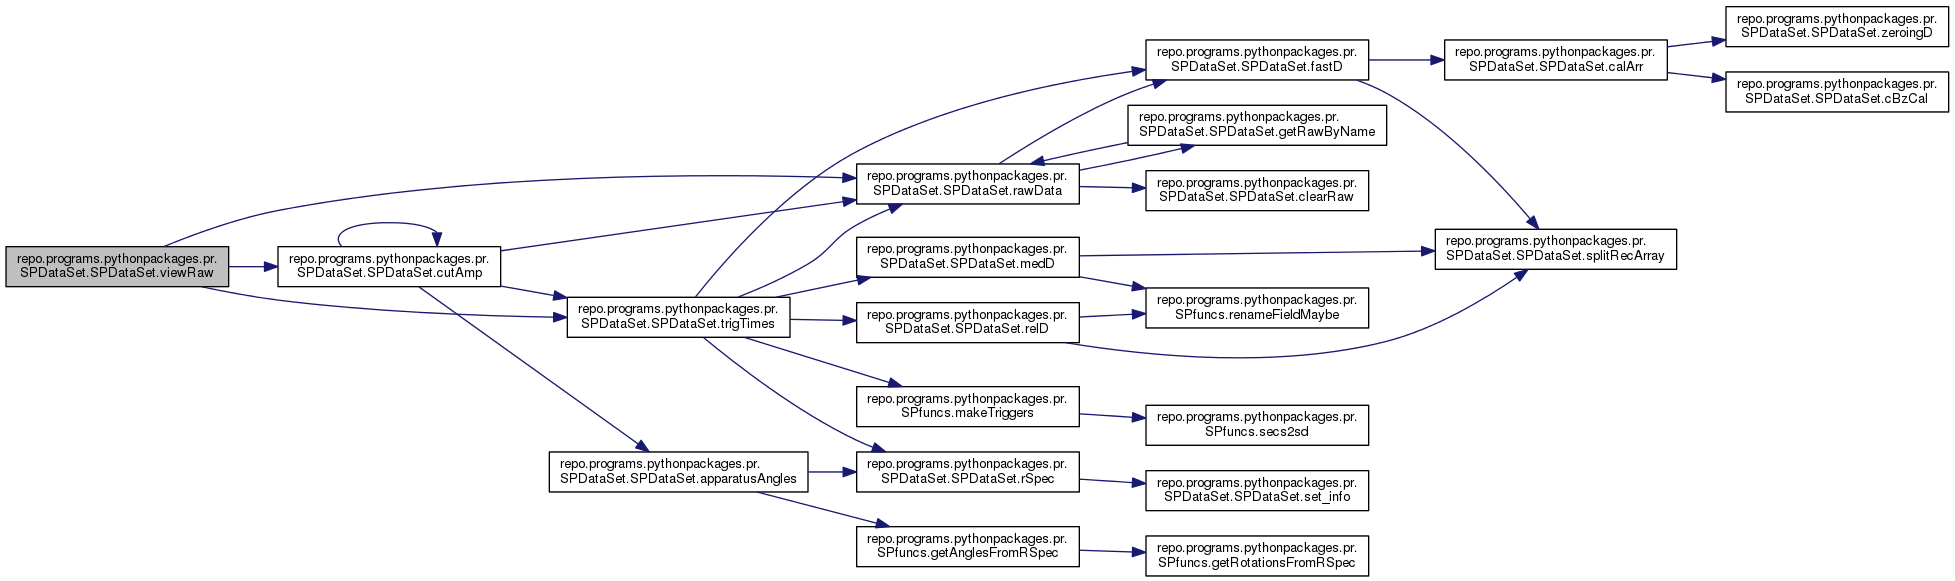 repo.programs.pythonpackages.pr.
SPDataSet.SPDataSet.viewRaw
repo.programs.pythonpackages.pr.
SPDataSet.SPDataSet.cutAmp
repo.programs.pythonpackages.pr.
SPDataSet.SPDataSet.trigTimes
repo.programs.pythonpackages.pr.
SPDataSet.SPDataSet.apparatusAngles
repo.programs.pythonpackages.pr.
SPDataSet.SPDataSet.rawData
repo.programs.pythonpackages.pr.
SPDataSet.SPDataSet.medD
repo.programs.pythonpackages.pr.
SPDataSet.SPDataSet.relD
repo.programs.pythonpackages.pr.
SPfuncs.makeTriggers
repo.programs.pythonpackages.pr.
SPDataSet.SPDataSet.rSpec
repo.programs.pythonpackages.pr.
SPfuncs.getAnglesFromRSpec
repo.programs.pythonpackages.pr.
SPDataSet.SPDataSet.fastD
repo.programs.pythonpackages.pr.
SPDataSet.SPDataSet.getRawByName
repo.programs.pythonpackages.pr.
SPDataSet.SPDataSet.clearRaw
repo.programs.pythonpackages.pr.
SPfuncs.renameFieldMaybe
repo.programs.pythonpackages.pr.
SPfuncs.secs2sd
repo.programs.pythonpackages.pr.
SPDataSet.SPDataSet.set_info
repo.programs.pythonpackages.pr.
SPfuncs.getRotationsFromRSpec
repo.programs.pythonpackages.pr.
SPDataSet.SPDataSet.calArr
repo.programs.pythonpackages.pr.
SPDataSet.SPDataSet.splitRecArray
repo.programs.pythonpackages.pr.
SPDataSet.SPDataSet.zeroingD
repo.programs.pythonpackages.pr.
SPDataSet.SPDataSet.cBzCal